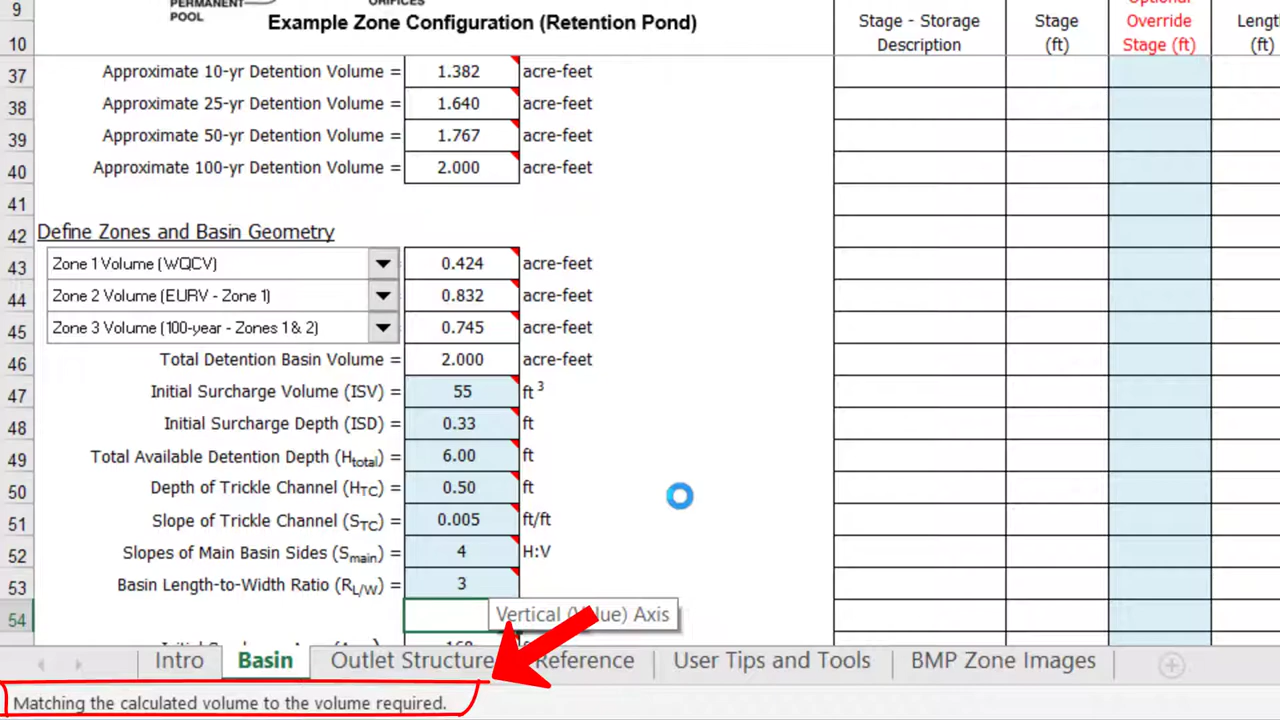 9
PERMANENT
POOL
ORIFICES
Example Zone Configuration (Retention Pond)
10
Stage - Storage
Description
Stage
(ft)
Optional
Override
Stage (ft)
Length
(ft)
37 Approximate 10-yr Detention Volume = 1.382 acre-feet
38 Approximate 25-yr Detention Volume = 1.640 acre-feet
39 Approximate 50-yr Detention Volume = 1.767 acre-feet
40 Approximate 100-yr Detention Volume = 2.000 acre-feet
41
42 Define Zones and Basin Geometry
43 Zone 1 Volume (WQCV) 0.424 acre-feet
44 Zone 2 Volume (EURV - Zone 1) 0.832 acre-feet
45 Zone 3 Volume (100-year - Zones 1 & 2) 0.745 acre-feet
46 Total Detention Basin Volume = 2.000 acre-feet
47 Initial Surcharge Volume (ISV) = 55 ft 3
48 Initial Surcharge Depth (ISD) = 0.33 ft
49 Total Available Detention Depth (Htotal) = 6.00 ft
50 Depth of Trickle Channel (HTC) = 0.50 ft
51 Slope of Trickle Channel (STC) = 0.005 ft/ft
52 Slopes of Main Basin Sides (Smain) = 4 H:V
53 Basin Length-to-Width Ratio (RL/W) = 3
54 Vertical (Value) Axis
Intro Basin Outlet Structure Reference User Tips and Tools BMP Zone Images
Matching the calculated volume to the volume required.